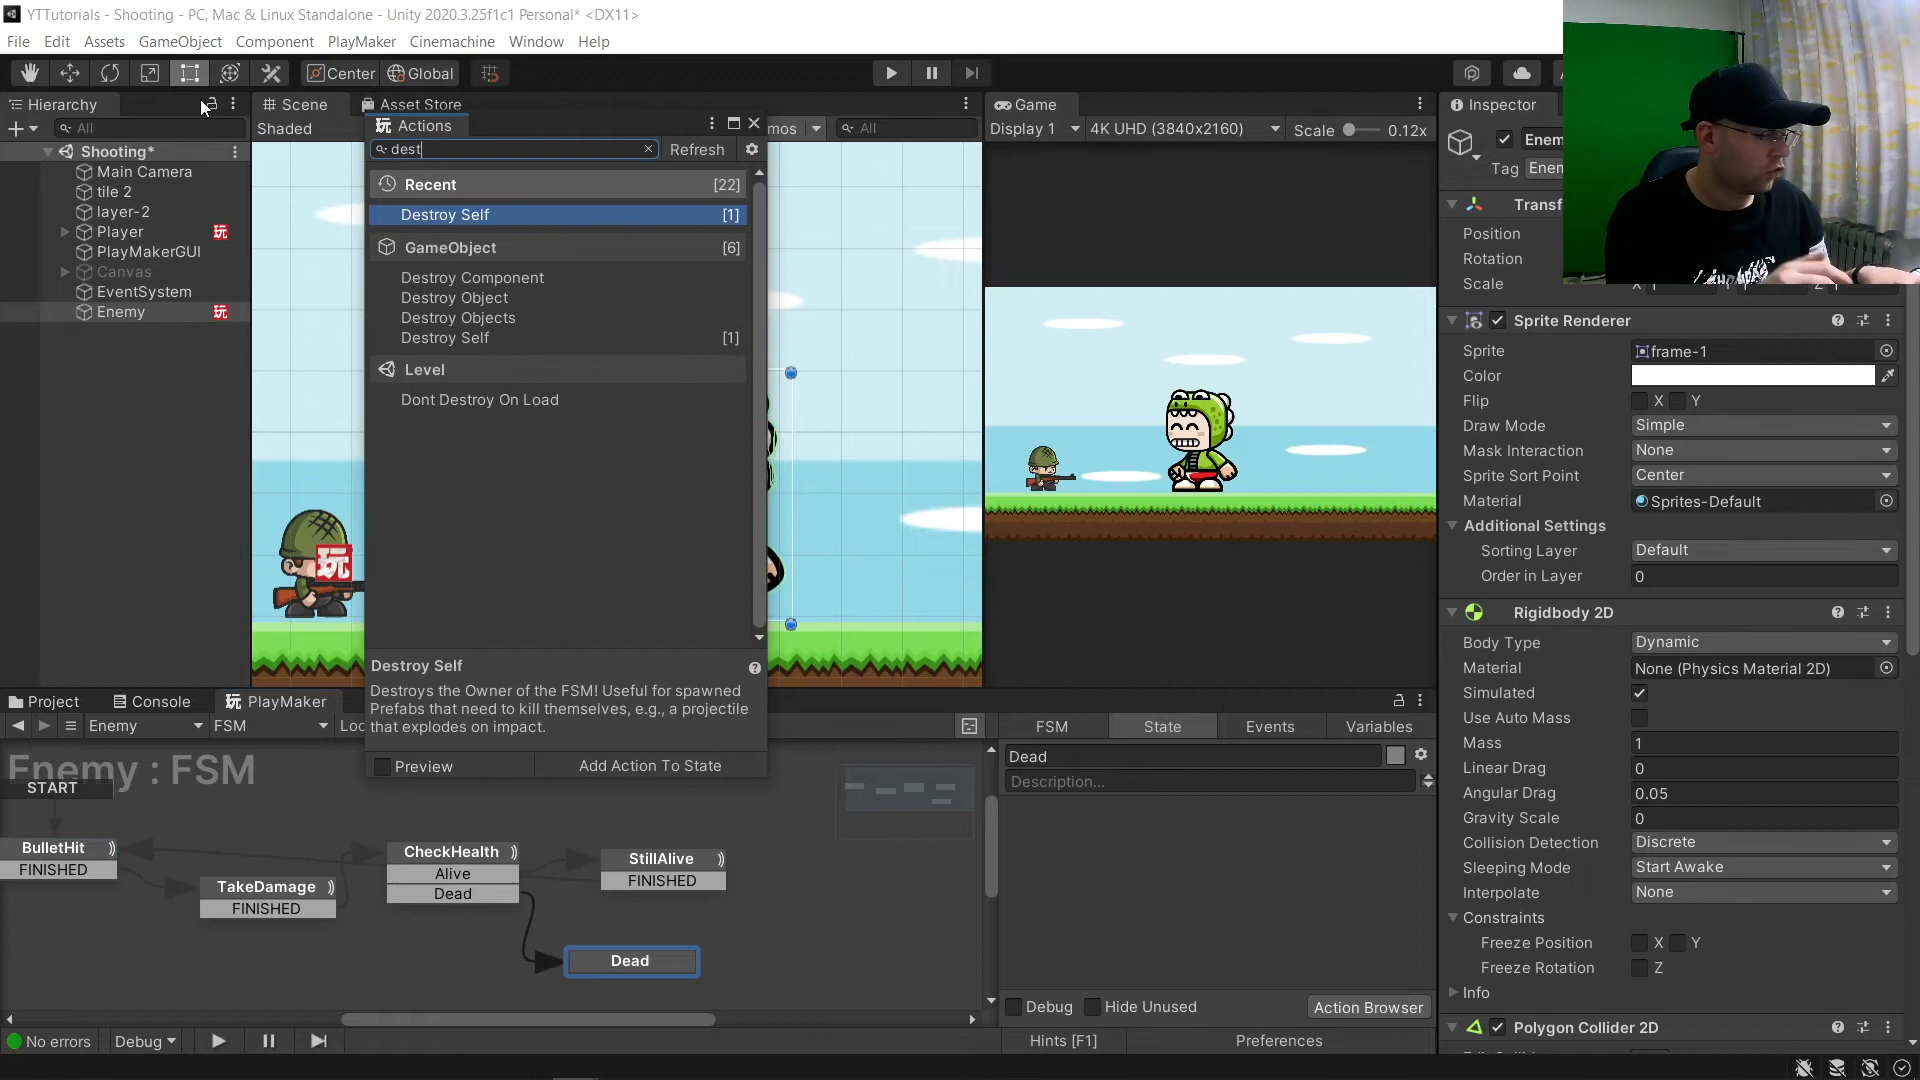 YTTutorials - Shooting - PC, Mac & Linux Standalone - Unity 2020.3.25f1c1 Personal* <DX11>
File Edit Assets GameObject Component PlayMaker Cinemachine Window Help
Center Global
Hierarchy
All
Shooting*
Main Camera
tile 2
layer-2
Player 玩
PlayMakerGUI
Canvas
EventSystem
Enemy 玩
Scene Asset Store
Shaded
All
玩 Actions
dest Refresh
Recent [22]
Destroy Self [1]
GameObject [6]
Destroy Component
Destroy Object
Destroy Objects
Destroy Self [1]
Level
Dont Destroy On Load
Destroy Self
Destroys the Owner of the FSM! Useful for spawned
Prefabs that need to kill themselves, e.g., a projectile
that explodes on impact.
Preview Add Action To State
玩
Game
Display 1 4K UHD (3840x2160) Scale 0.12x
Inspector
Tag
Position
Rotation
Scale
Sprite Renderer
Sprite frame-1
Color
Flip X Y
Draw Mode Simple
Mask Interaction None
Sprite Sort Point Center
Material Sprites-Default
Additional Settings
Sorting Layer Default
Order in Layer 0
Rigidbody 2D
Body Type Dynamic
Material None (Physics Material 2D)
Simulated
Use Auto Mass
Mass 1
Linear Drag 0
Angular Drag 0.05
Gravity Scale 0
Collision Detection Discrete
Sleeping Mode Start Awake
Interpolate None
Constraints
Freeze Position X Y
Freeze Rotation Z
Info
Polygon Collider 2D
Project Console 玩 PlayMaker
Enemy FSM
Enemy : FSM
START
BulletHit
FINISHED
TakeDamage
FINISHED
CheckHealth
Alive
Dead
StillAlive
FINISHED
Dead
FSM State Events Variables
Dead
Description...
Debug Hide Unused Action Browser
No errors Debug
Hints [F1] Preferences